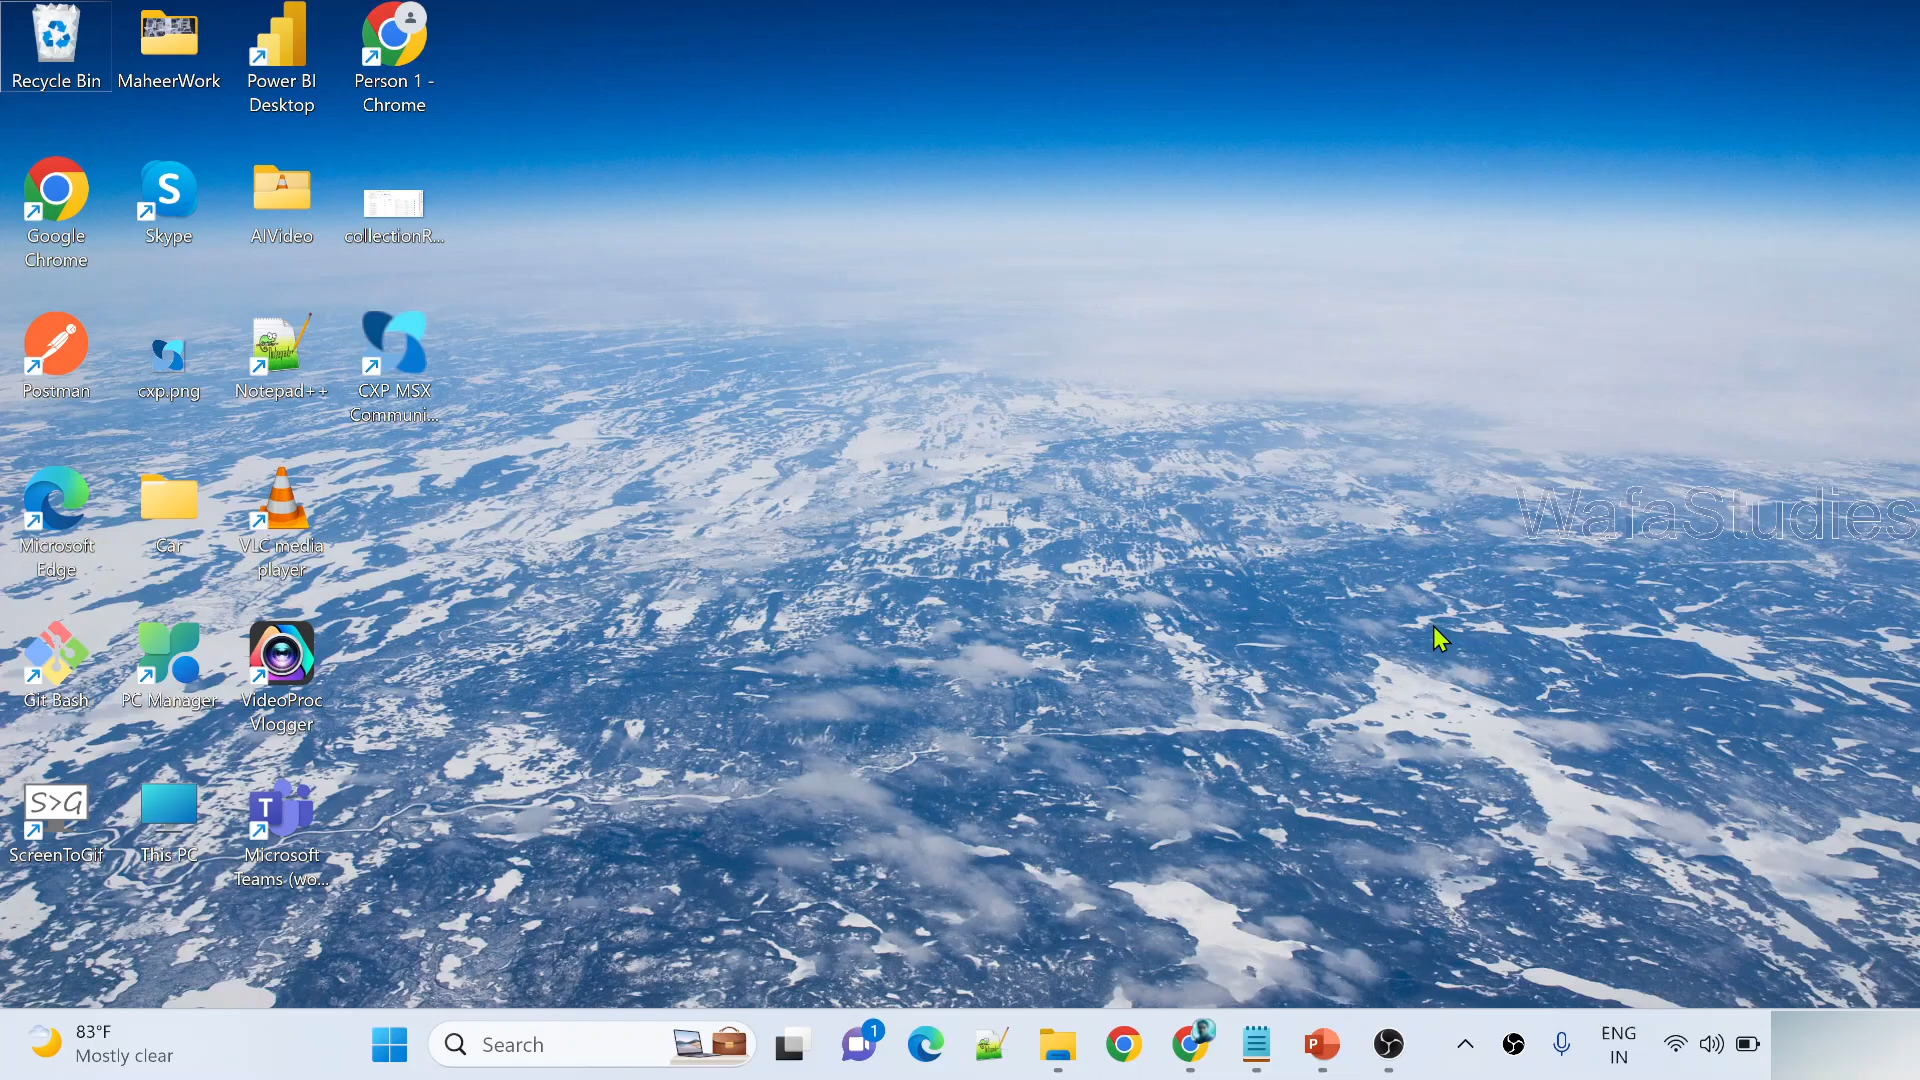 Recycle Bin
MaheerWork
Power BI
Desktop
Person 1 -
Chrome
Google
Chrome
S
Skype
AIVideo
collectionR...
Postman
cxp.png
Notepad++
CXP MSX
Communi...
Microsoft
Edge
Car
VLC media
player
WafaStudies
Git Bash
PC Manager
VideoProc
Vlogger
S>G
ScreenToGif
This PC
T
Microsoft
Teams (wo...
83°F
Mostly clear
Search
1
P
ENG
IN